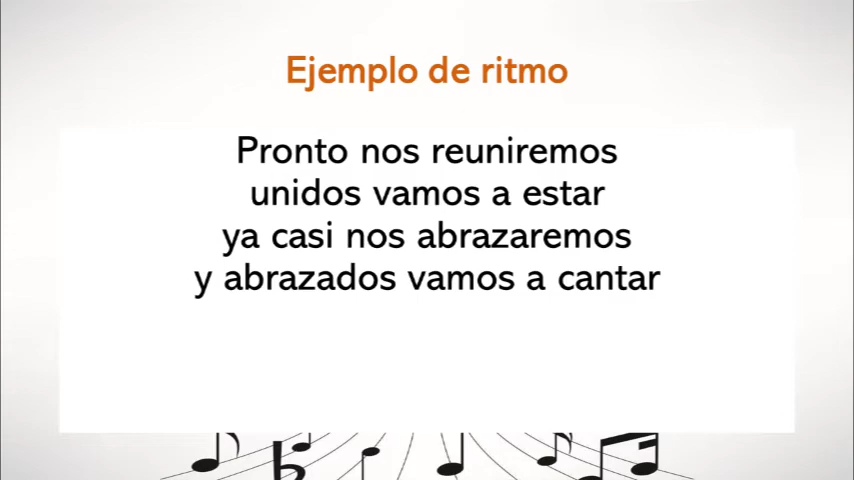 Ejemplo de ritmo
Pronto nos reuniremos
unidos vamos a estar
ya casi nos abrazaremos
y abrazados vamos a cantar